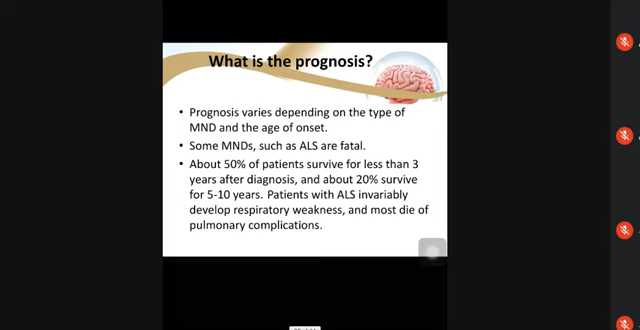 What is the prognosis?
• Prognosis varies depending on the type of
MND and the age of onset.
• Some MNDs, such as ALS are fatal.
• About 50% of patients survive for less than 3
years after diagnosis, and about 20% survive
for 5-10 years. Patients with ALS invariably
develop respiratory weakness, and most die of
pulmonary complications.